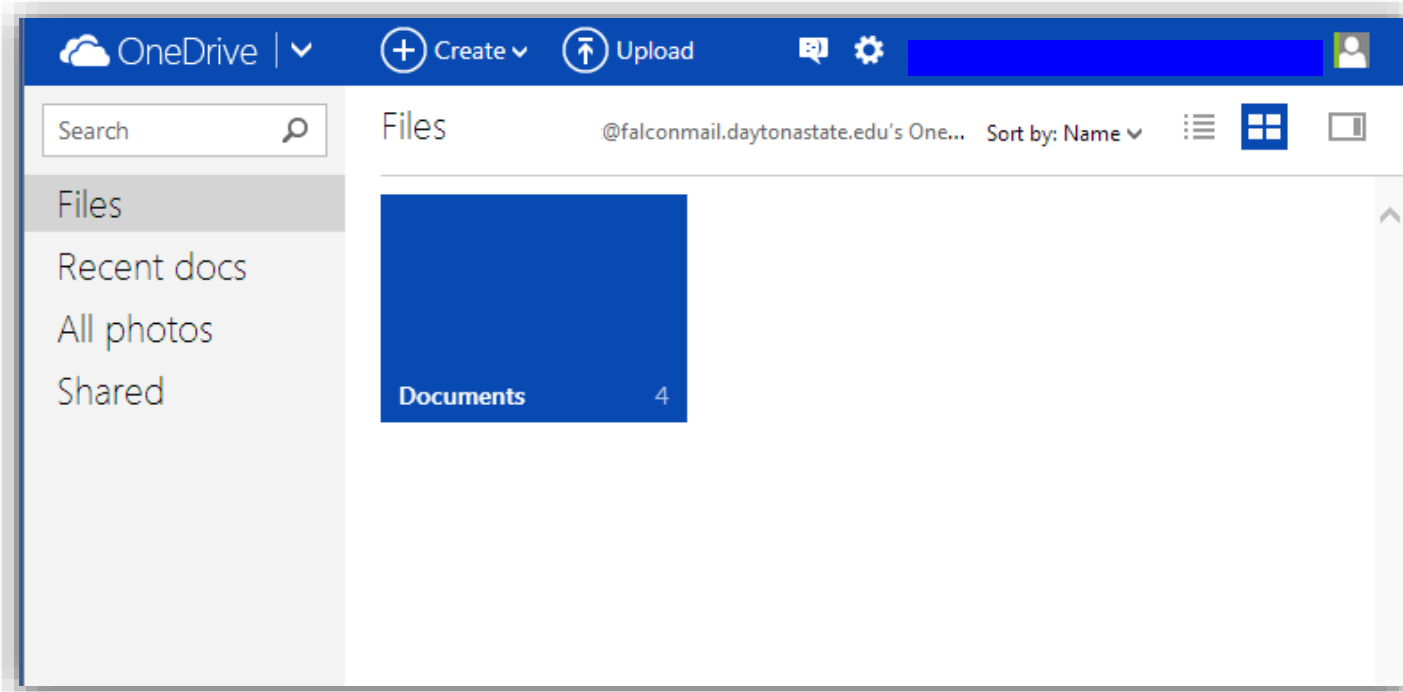 OneDrive Create Upload
Search
Files @falconmail.daytonastate.edu's One... Sort by: Name
Files
Recent docs
All photos
Shared
Documents 4